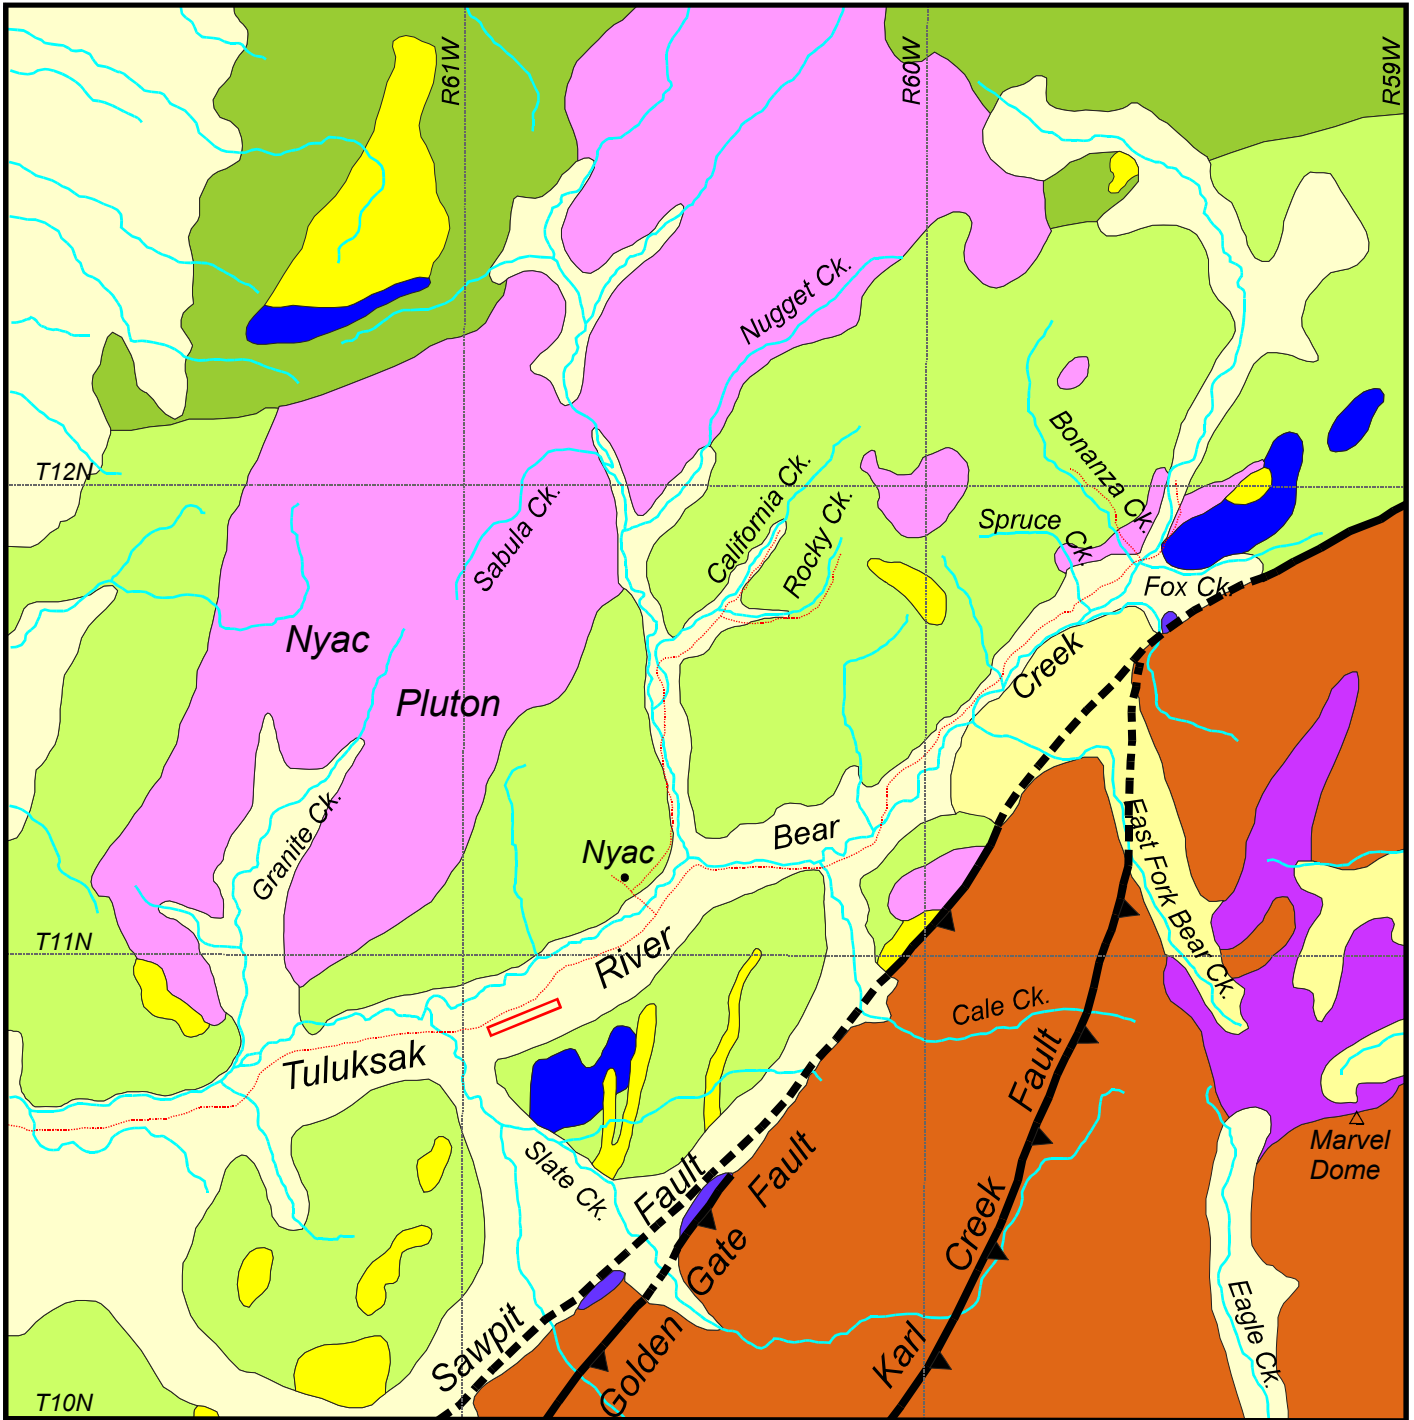 R61W
R60W
R59W
Nugget Ck.
T12N
Sabula Ck.
California Ck.
Rocky Ck.
Bonanza Ck.
Spruce Ck.
Fox Ck.
Nyac
Pluton
Creek
Granite Ck.
Nyac
Bear
East Fork Bear Ck.
T11N
River
Cale Ck.
Tuluksak
Fault
Slate Ck.
Fault
Fault
Marvel
Dome
Gate
Creek
Sawpit
Golden
Karl
Eagle Ck.
T10N